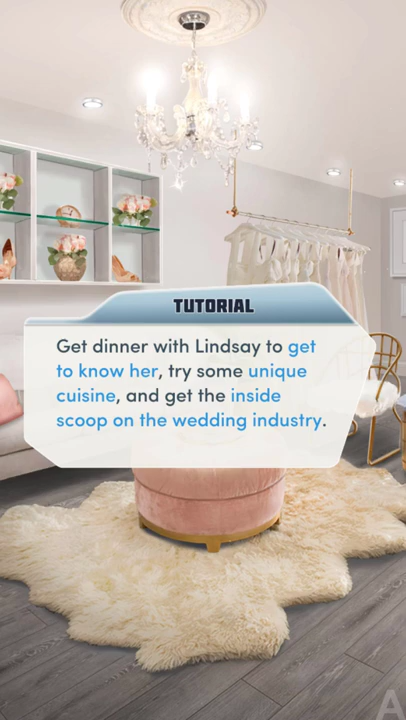 TUTORIAL
Get dinner with Lindsay to get
to know her, try some unique
cuisine, and get the inside
scoop on the wedding industry.
A